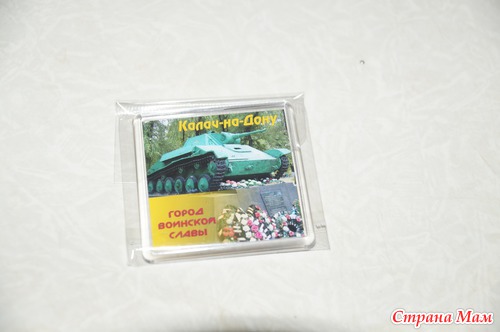 Калач-на-Дону
ГОРОД
ВОИНСКОЙ
СЛАВЫ
Страна Мам